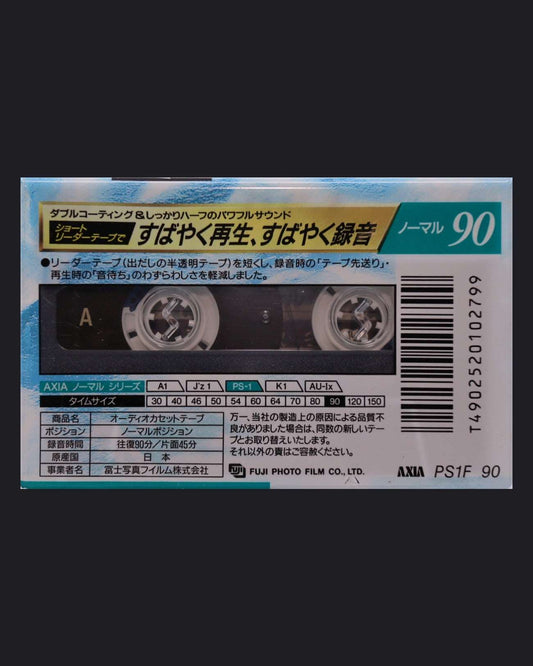 ダブルコーティング&しっかりハーフのパワフルサウンド
ショート
リーダーテープで
すばやく再生、すばやく録音
ノーマル 90
●リーダーテープ(出だしの半透明テープ)を短くし、録音時の「テープ先送り」・
再生時の「音待ち」のわずらわしさを軽減しました。
A
AXIA ノーマル シリーズ A1 J'z 1 PS-1 K1 AU-Ix
タイムサイズ 30 40 46 50 54 60 64 70 80 90 120 150
商品名 オーディオカセットテープ
ポジション ノーマルポジション
録音時間 往復90分/片面45分
原産国 日本
事業者名 富士写真フイルム株式会社
万一、当社の製造上の原因による品質不
良がありました場合は、同数の新しいテー
プとお取り替えいたします。
それ以外の責はご容赦ください。
FUJI FUJI PHOTO FILM CO., LTD.
AXIA PS1F 90
T4902520102799